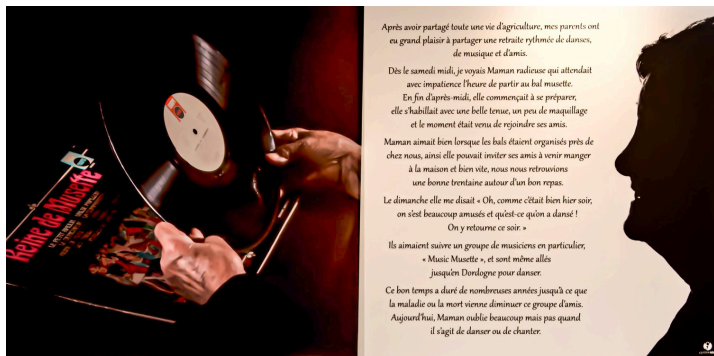 Reine de Musette
Après avoir partagé toute une vie d'agriculture, mes parents ont
eu grand plaisir à partager une retraite rythmée de danses,
de musique et d'amis.
Dès le samedi midi, je voyais Maman radieuse qui attendait
avec impatience l'heure de partir au bal musette.
En fin d'après-midi, elle commençait à se préparer,
elle s'habillait avec une belle tenue, un peu de maquillage
et le moment était venu de rejoindre ses amis.
Maman aimait bien lorsque les bals étaient organisés près de
chez nous, ainsi elle pouvait inviter ses amis à venir manger
à la maison et bien vite, nous nous retrouvions
une bonne trentaine autour d'un bon repas.
Le dimanche elle me disait « Oh, comme c'était bien hier soir,
on s'est beaucoup amusés et qu'est-ce qu'on a dansé !
On y retourne ce soir. »
Ils aimaient suivre un groupe de musiciens en particulier,
« Music Musette », et sont même allés
jusqu'en Dordogne pour danser.
Ce bon temps a duré de nombreuses années jusqu'à ce que
la maladie ou la mort vienne diminuer ce groupe d'amis.
Aujourd'hui, Maman oublie beaucoup mais pas quand
il s'agit de danser ou de chanter.